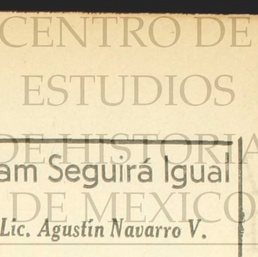 CENTRO DE
ESTUDIOS
DE HISTORIA
am Seguirá Igual
DE MEXICO
Lic. Agustín Navarro V.